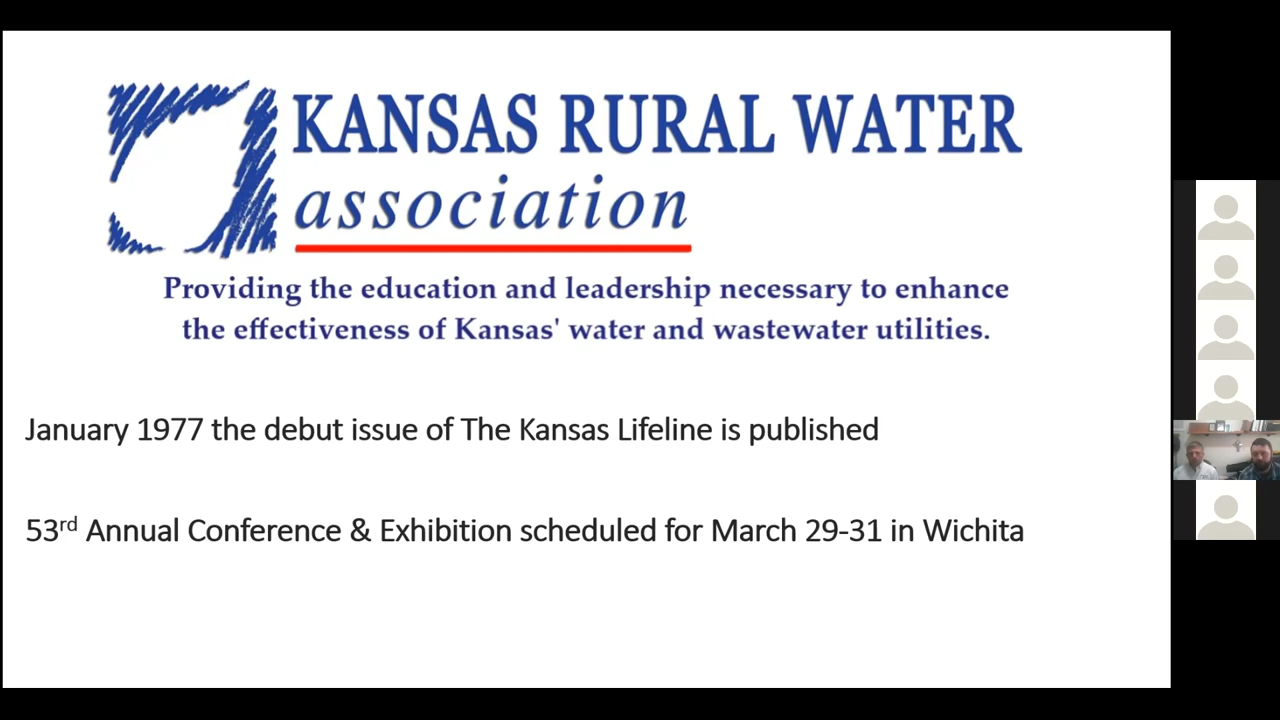 KANSAS RURAL WATER
association
Providing the education and leadership necessary to enhance
the effectiveness of Kansas' water and wastewater utilities.
January 1977 the debut issue of The Kansas Lifeline is published
53rd Annual Conference & Exhibition scheduled for March 29-31 in Wichita